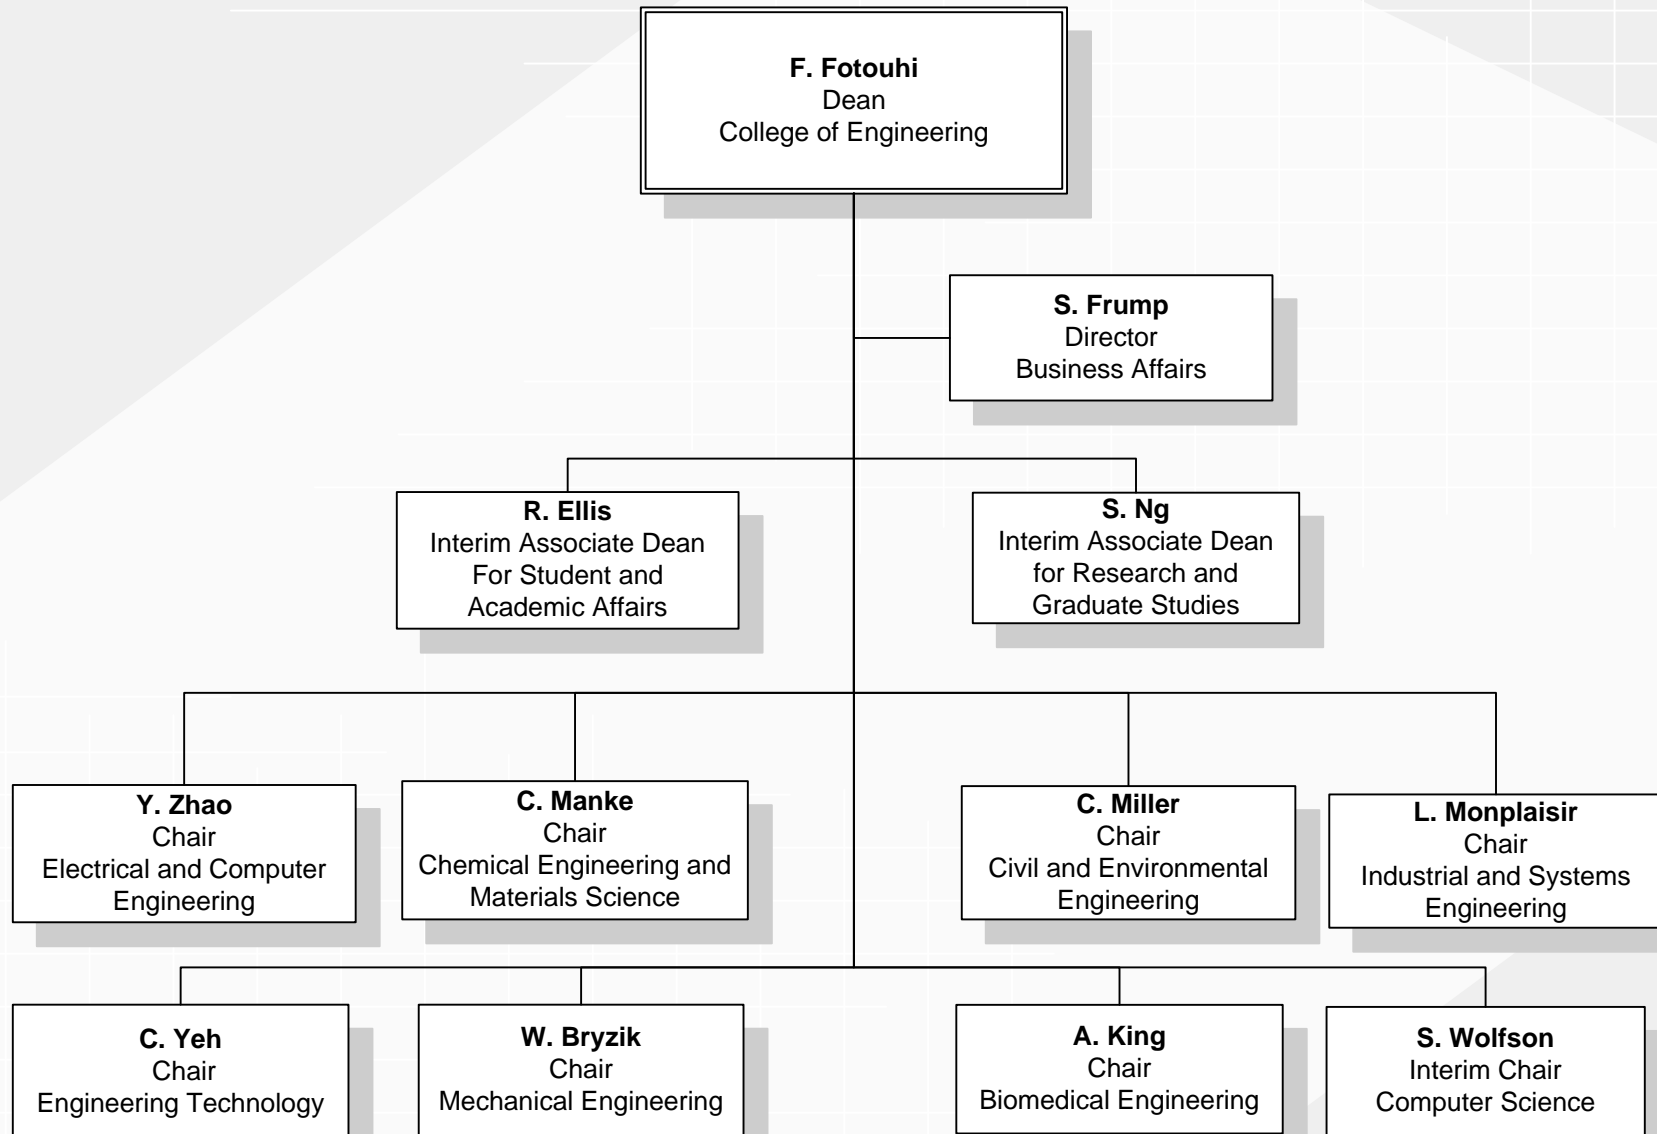 F. Fotouhi
Dean
College of Engineering
S. Frump
Director
Business Affairs
R. Ellis
Interim Associate Dean
For Student and
Academic Affairs
S. Ng
Interim Associate Dean
for Research and
Graduate Studies
Y. Zhao
Chair
Electrical and Computer
Engineering
C. Manke
Chair
Chemical Engineering and
Materials Science
C. Miller
Chair
Civil and Environmental
Engineering
L. Monplaisir
Chair
Industrial and Systems
Engineering
C. Yeh
Chair
Engineering Technology
W. Bryzik
Chair
Mechanical Engineering
A. King
Chair
Biomedical Engineering
S. Wolfson
Interim Chair
Computer Science